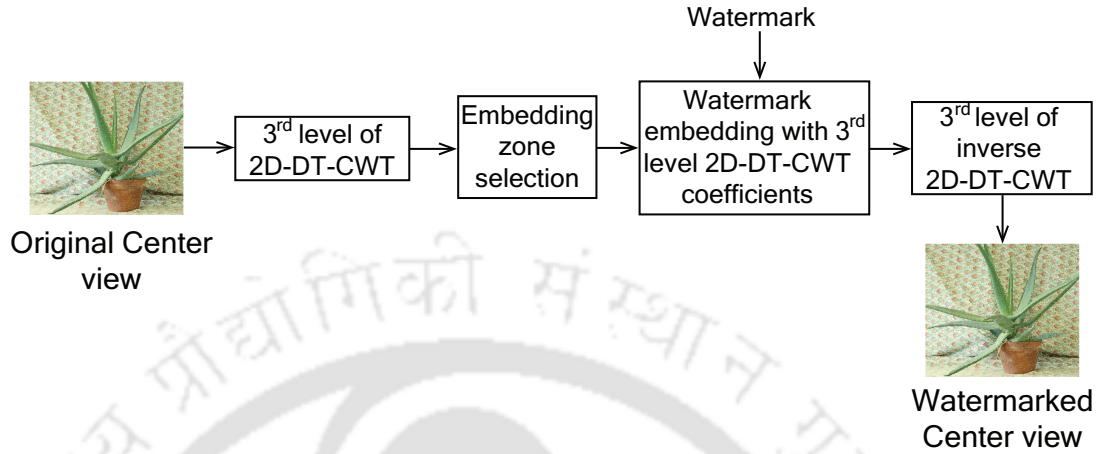 Watermark
3rd level of
2D-DT-CWT
Embedding
zone
selection
Watermark
embedding with 3rd
level 2D-DT-CWT
coefficients
3rd level of
inverse
2D-DT-CWT
Original Center
view
Watermarked
Center view
प्रौद्योगिकी संस्थान